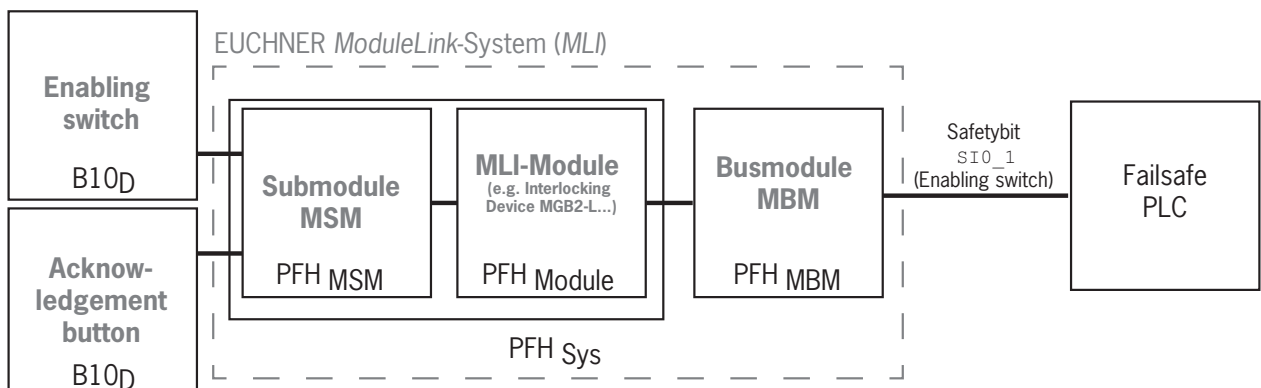 EUCHNER ModuleLink-System (MLI)
Enabling
switch
B10D
Acknow-
ledgement
button
B10D
Submodule
MSM
PFH MSM
MLI-Module
(e.g. Interlocking
Device MGB2-L...)
PFH Module
Busmodule
MBM
PFH MBM
PFH Sys
Safetybit
SI0_1
(Enabling switch)
Failsafe
PLC